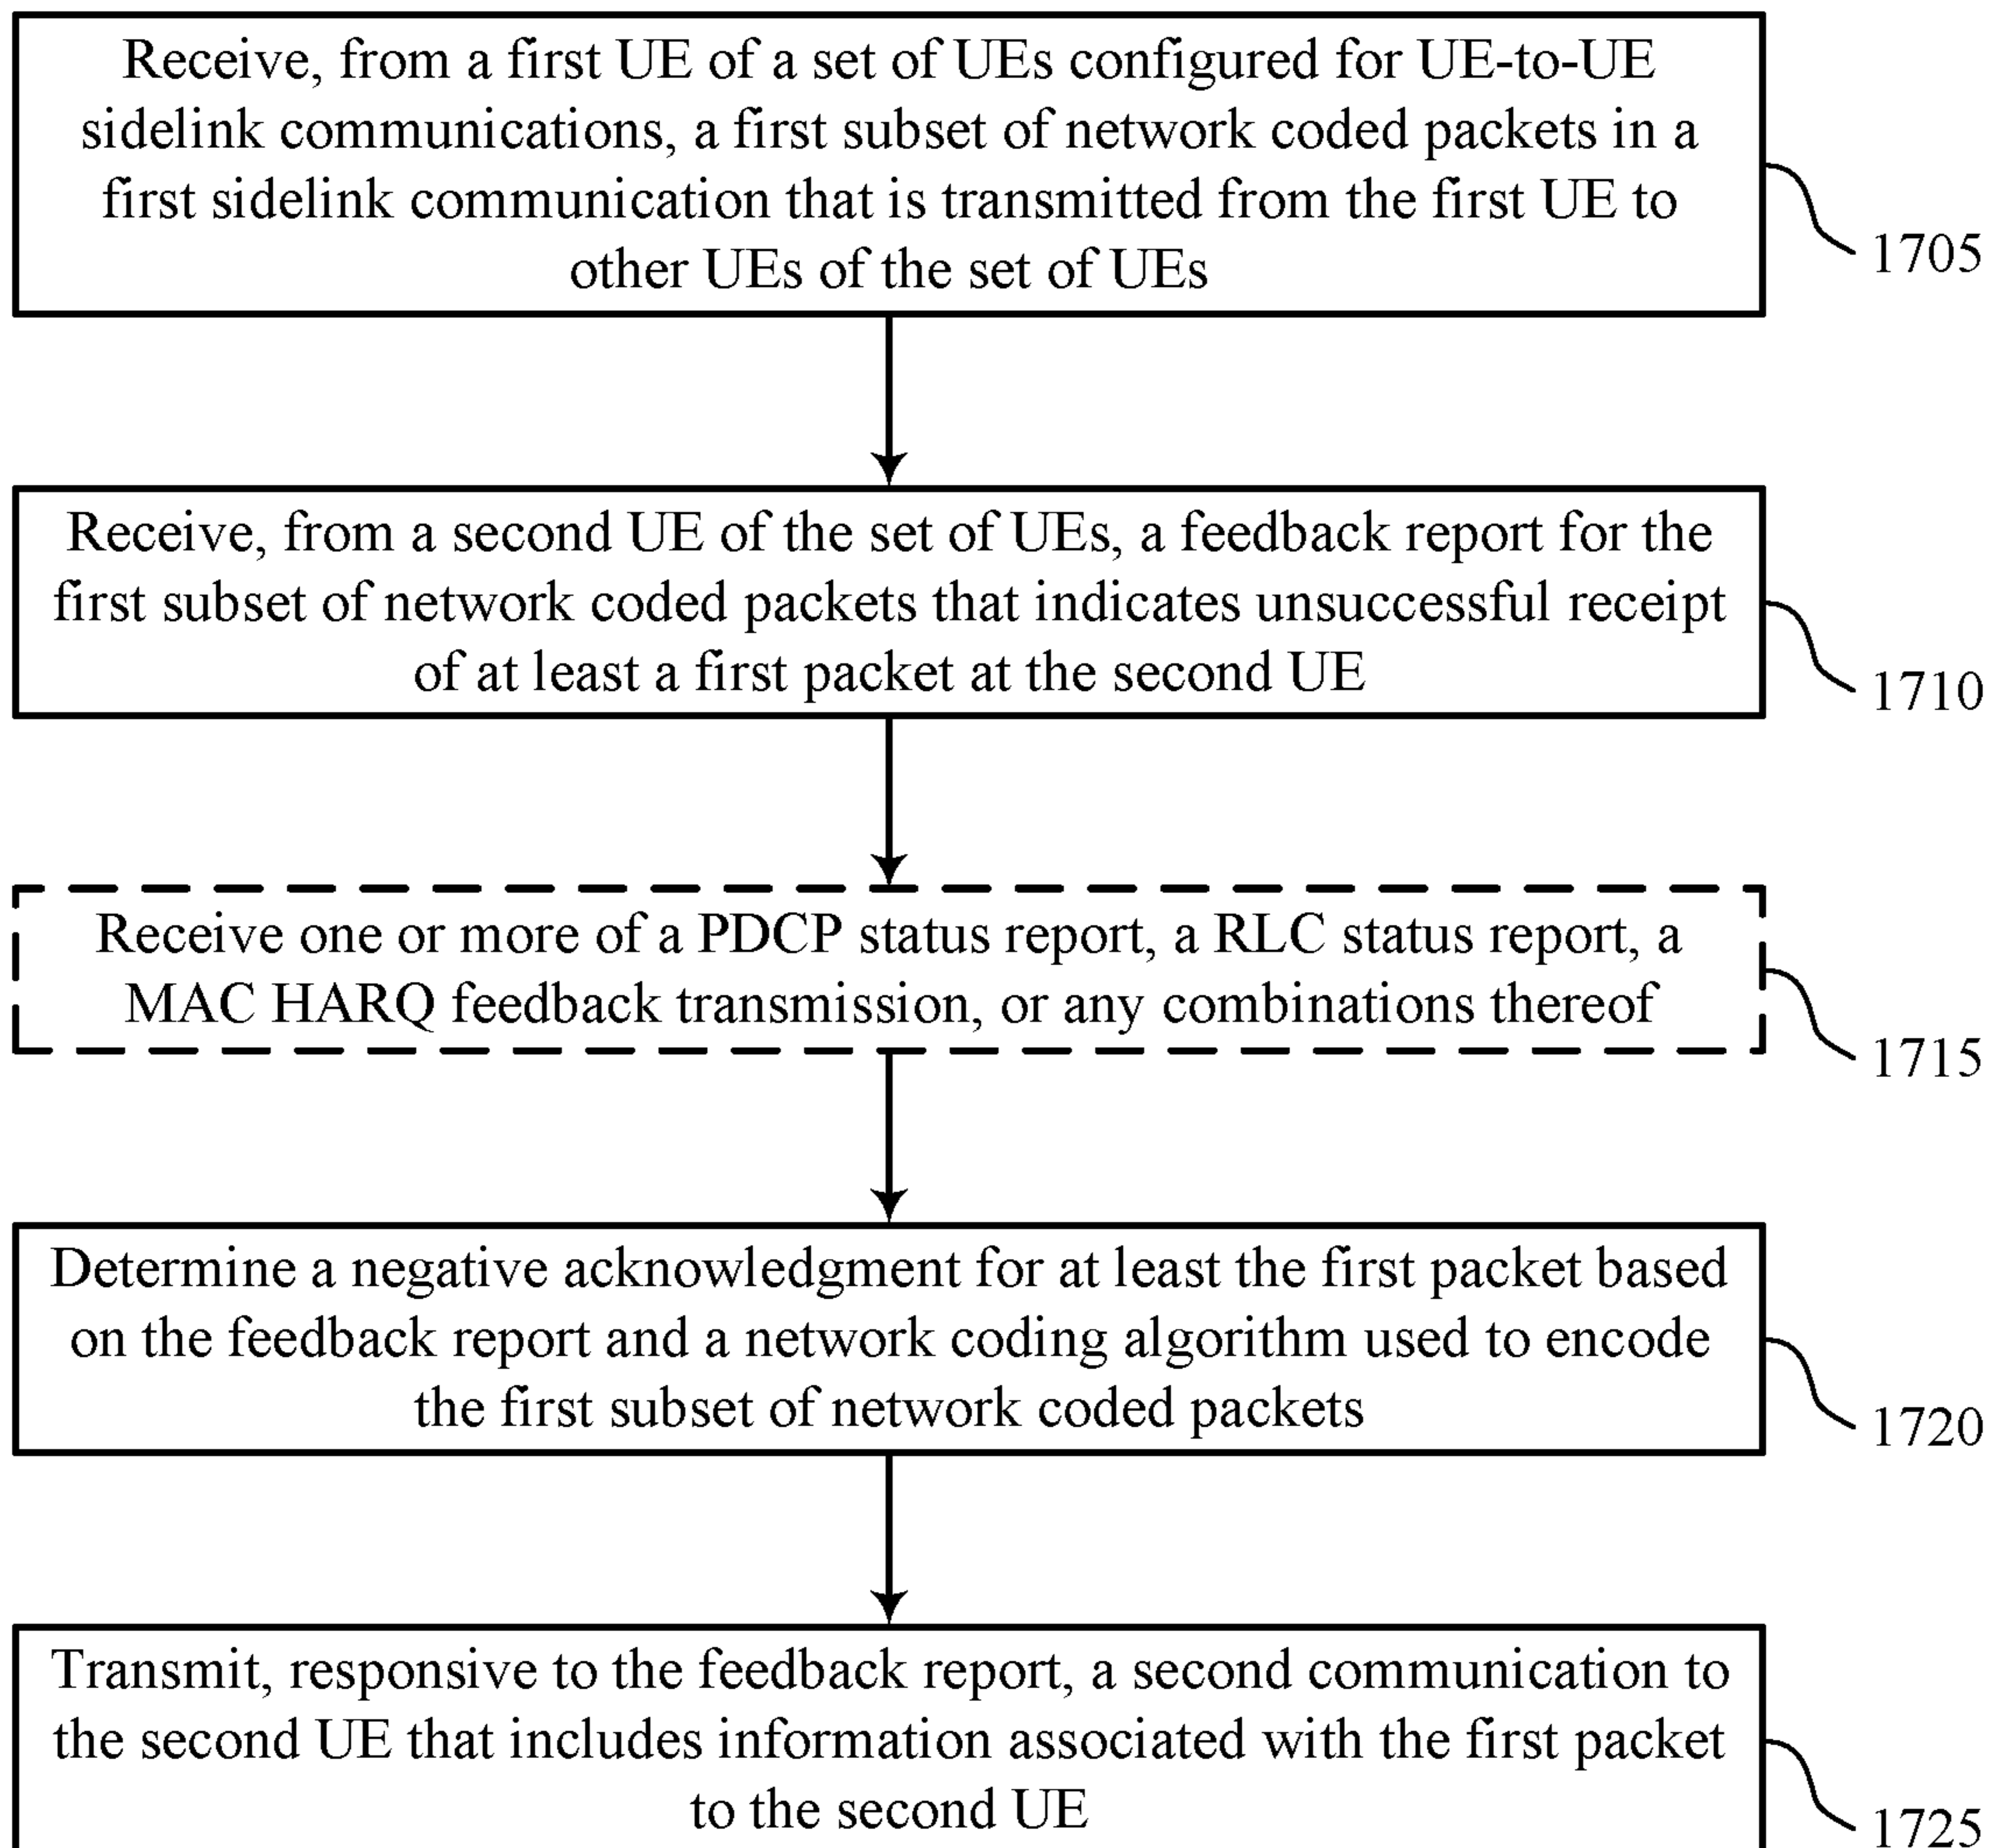 Receive, from a first UE of a set of UEs configured for UE-to-UE
sidelink communications, a first subset of network coded packets in a
first sidelink communication that is transmitted from the first UE to
other UEs of the set of UEs
1705
Receive, from a second UE of the set of UEs, a feedback report for the
first subset of network coded packets that indicates unsuccessful receipt
of at least a first packet at the second UE
1710
Receive one or more of a PDCP status report, a RLC status report, a
MAC HARQ feedback transmission, or any combinations thereof
1715
Determine a negative acknowledgment for at least the first packet based
on the feedback report and a network coding algorithm used to encode
the first subset of network coded packets
1720
Transmit, responsive to the feedback report, a second communication to
the second UE that includes information associated with the first packet
to the second UE
1725